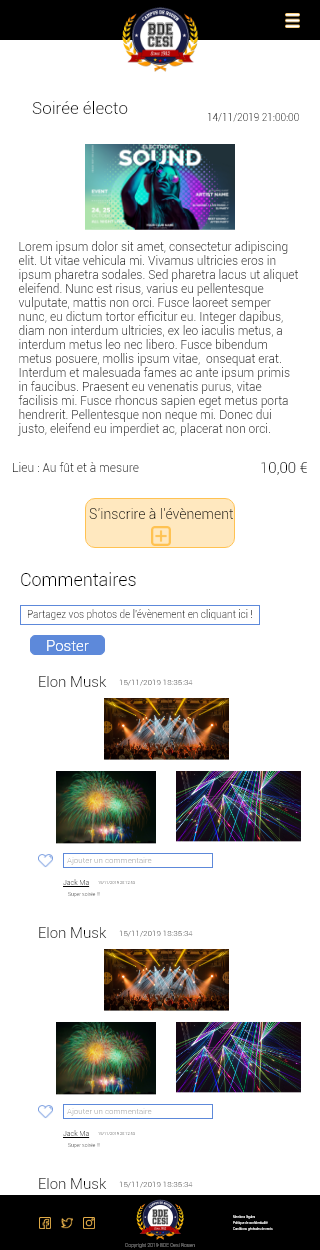 CAMPUS DE ROUEN
BDE
CESI
Soirée électo
14/11/2019 21:00:00
ELECTRONIC
SOUND
EVENT
ARTIST NAME
24, 25
Lorem ipsum dolor sit amet, consectetur adipiscing
elit. Ut vitae vehicula mi. Vivamus ultricies eros in
ipsum pharetra sodales. Sed pharetra lacus ut aliquet
eleifend. Nunc est risus, varius eu pellentesque
vulputate, mattis non orci. Fusce laoreet semper
nunc, eu dictum tortor efficitur eu. Integer dapibus,
diam non interdum ultricies, ex leo iaculis metus, a
interdum metus leo nec libero. Fusce bibendum
metus posuere, mollis ipsum vitae,  onsequat erat.
Interdum et malesuada fames ac ante ipsum primis
in faucibus. Praesent eu venenatis purus, vitae
facilisis mi. Fusce rhoncus sapien eget metus porta
hendrerit. Pellentesque non neque mi. Donec dui
justo, eleifend eu imperdiet ac, placerat non orci.
Lieu : Au fût et à mesure
10,00 €
S'inscrire à l'évènement
Commentaires
Partagez vos photos de l'évènement en cliquant ici !
Poster
Elon Musk
15/11/2019 18:35:34
Ajouter un commentaire
Jack Ma
Super soirée !!
Elon Musk
15/11/2019 18:35:34
Ajouter un commentaire
Jack Ma
Super soirée !!
Elon Musk
15/11/2019 18:35:34
BDE
CESI
Mentions légales
Politique de confidentialité
Conditions générales de vente
Copyright 2019 BDE Cesi Rouen